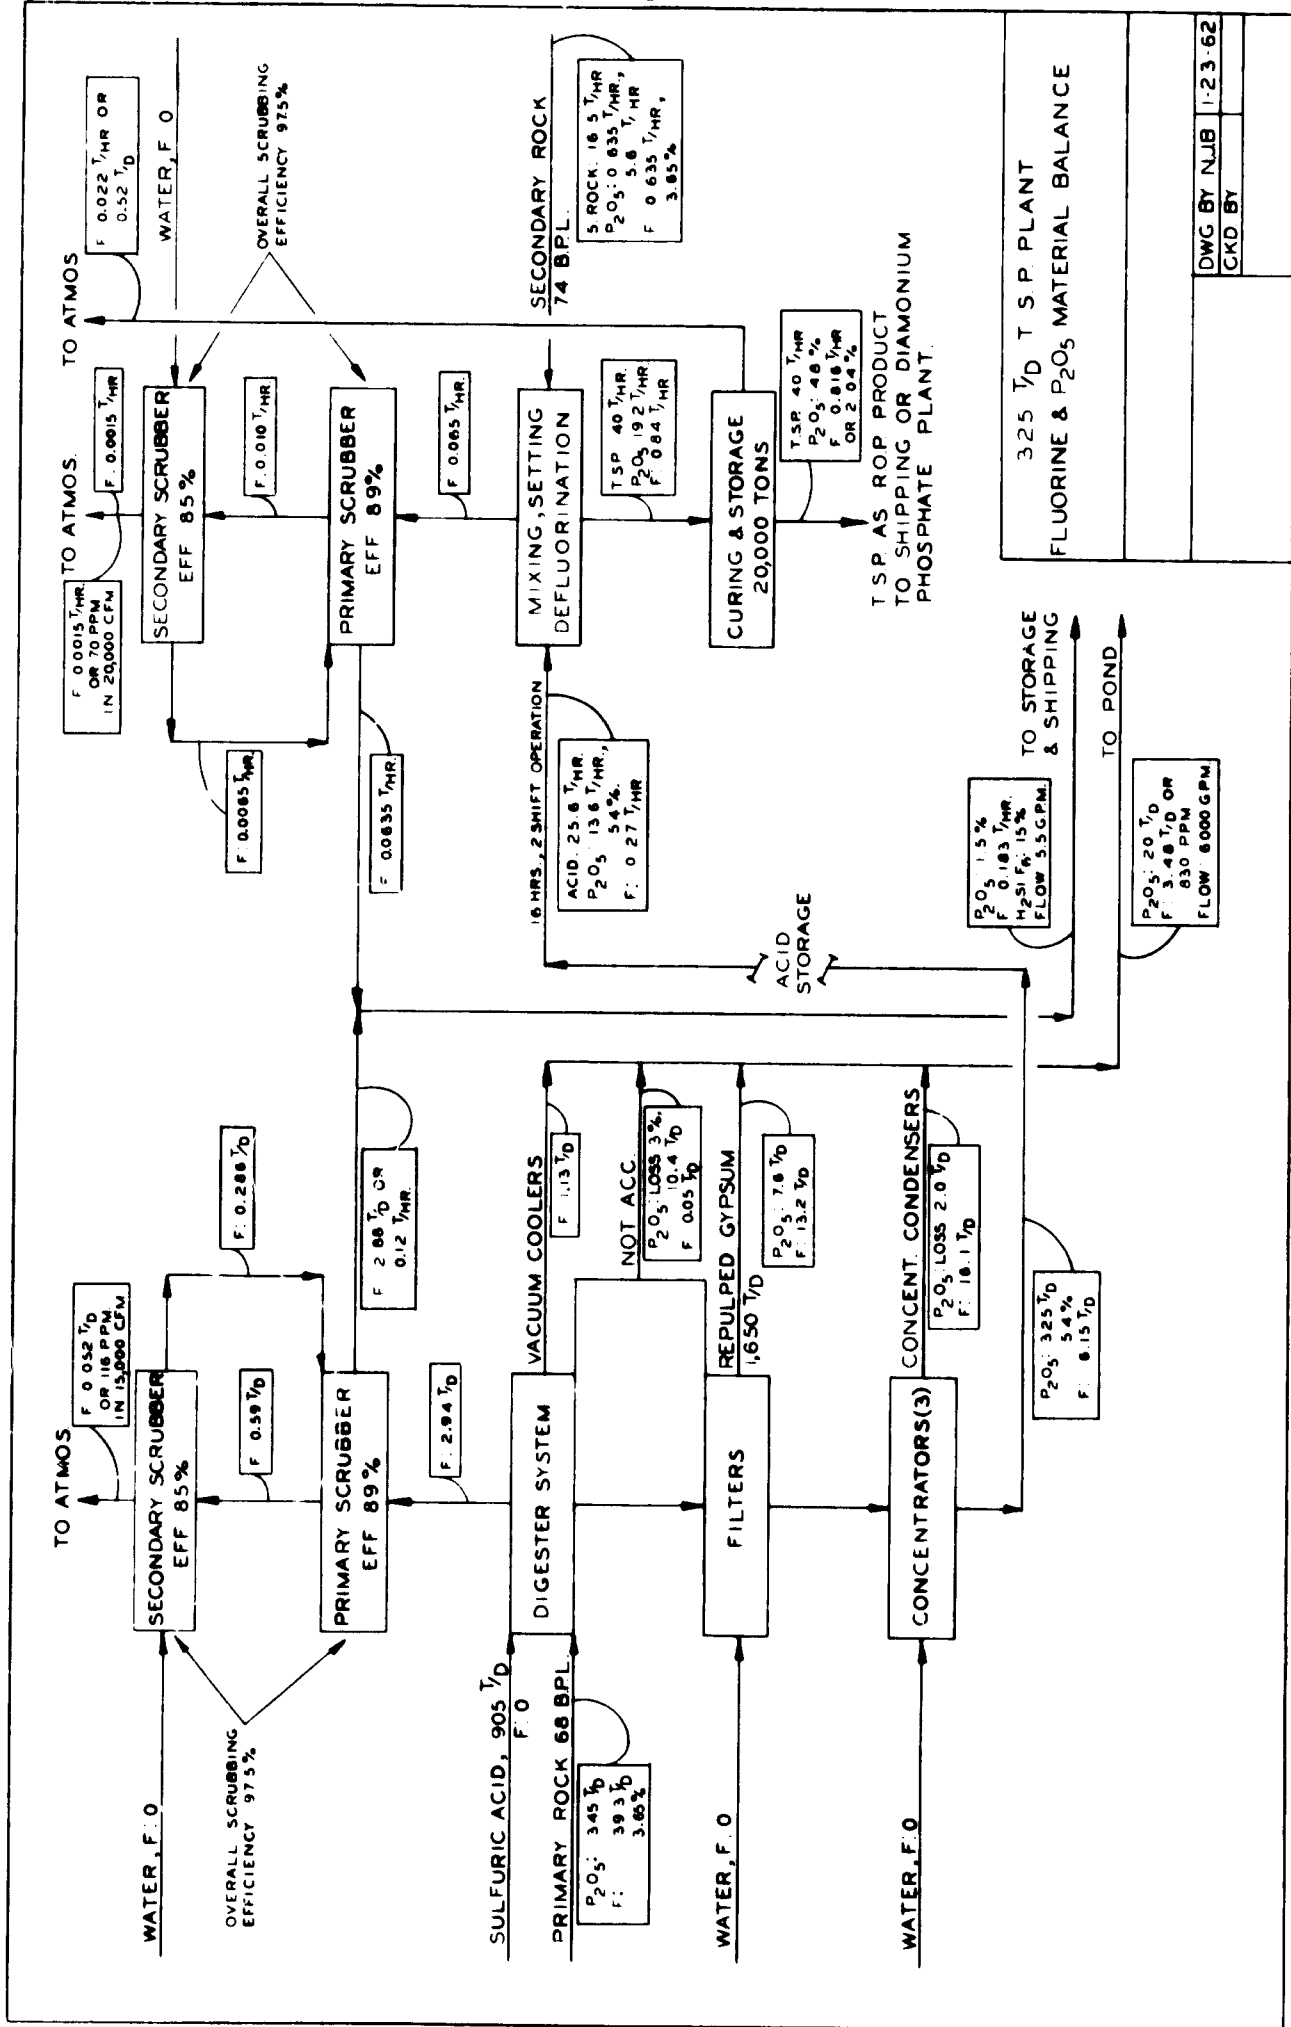 TO ATMOS
F 0.052 T/D
OR 116 PPM.
IN 15,000 CFM
WATER, F: 0
SECONDARY SCRUBBER
EFF 85%
OVERALL SCRUBBING
EFFICIENCY 97.5%
F: 0.286 T/D
F 0.59 T/D
PRIMARY SCRUBBER
EFF 89%
F 2.88 T/D OR
0.12 T/HR.
F: 2.94 T/D
SULFURIC ACID, 905 T/D
F: 0
PRIMARY ROCK 68 B.P.L.
P2O5: 345 T/D
F: 39.3 T/D
3.85%
DIGESTER SYSTEM
VACUUM COOLERS
F 1.13 T/D
NOT ACC.
P2O5: LOSS 3%.
10.4 T/D
F 0.05 T/D
WATER, F: 0
FILTERS
REPULPED GYPSUM
1,650 T/D
P2O5: 7.6 T/D
F: 13.2 T/D
WATER, F: 0
CONCENTRATORS(3)
CONCENT. CONDENSERS
P2O5: LOSS 2.0 T/D
F: 16.1 T/D
P2O5: 325 T/D
54%
F: 6.15 T/D
TO ATMOS.
F 0.0015 T/HR.
OR 70 PPM
IN 20,000 CFM
F: 0.0015 T/HR.
TO ATMOS
F 0.022 T/HR OR
0.52 T/D
WATER, F 0
SECONDARY SCRUBBER
EFF 85%
OVERALL SCRUBBING
EFFICIENCY 97.5%
F: 0.0085 T/HR.
F: 0.010 T/HR.
PRIMARY SCRUBBER
EFF 89%
F 0.0635 T/HR.
F 0.065 T/HR.
16 HRS., 2 SHIFT OPERATION
ACID: 25.6 T/HR.
P2O5 13.6 T/HR.,
54%.
F: 0.27 T/HR
MIXING, SETTING
DEFLUORINATION
SECONDARY ROCK
74 B.P.L.
S. ROCK: 16.5 T/HR
P2O5: 0.635 T/HR.,
5.6 T/HR
F 0.635 T/HR,
3.85%
T.S.P. 40 T/HR.
P2O5 19.2 T/HR.
F: 0.84 T/HR
CURING & STORAGE
20,000 TONS
T.S.P. 40 T/HR
P2O5: 48%
F 0.816 T/HR
OR 2.04%
T.S.P. AS R.O.P. PRODUCT
TO SHIPPING OR DIAMONIUM
PHOSPHATE PLANT.
ACID
STORAGE
P2O5 1.5%
F 0.183 T/HR.
H2SIF6: 15%
FLOW 5.5 G.P.M.
TO STORAGE
& SHIPPING
TO POND
P2O5: 20 T/D
F: 3.48 T/D OR
830 PPM
FLOW 6000 GPM.
325 T/D T.S.P. PLANT
FLUORINE & P2O5 MATERIAL BALANCE
DWG BY NJB 1-23-62
CKD BY